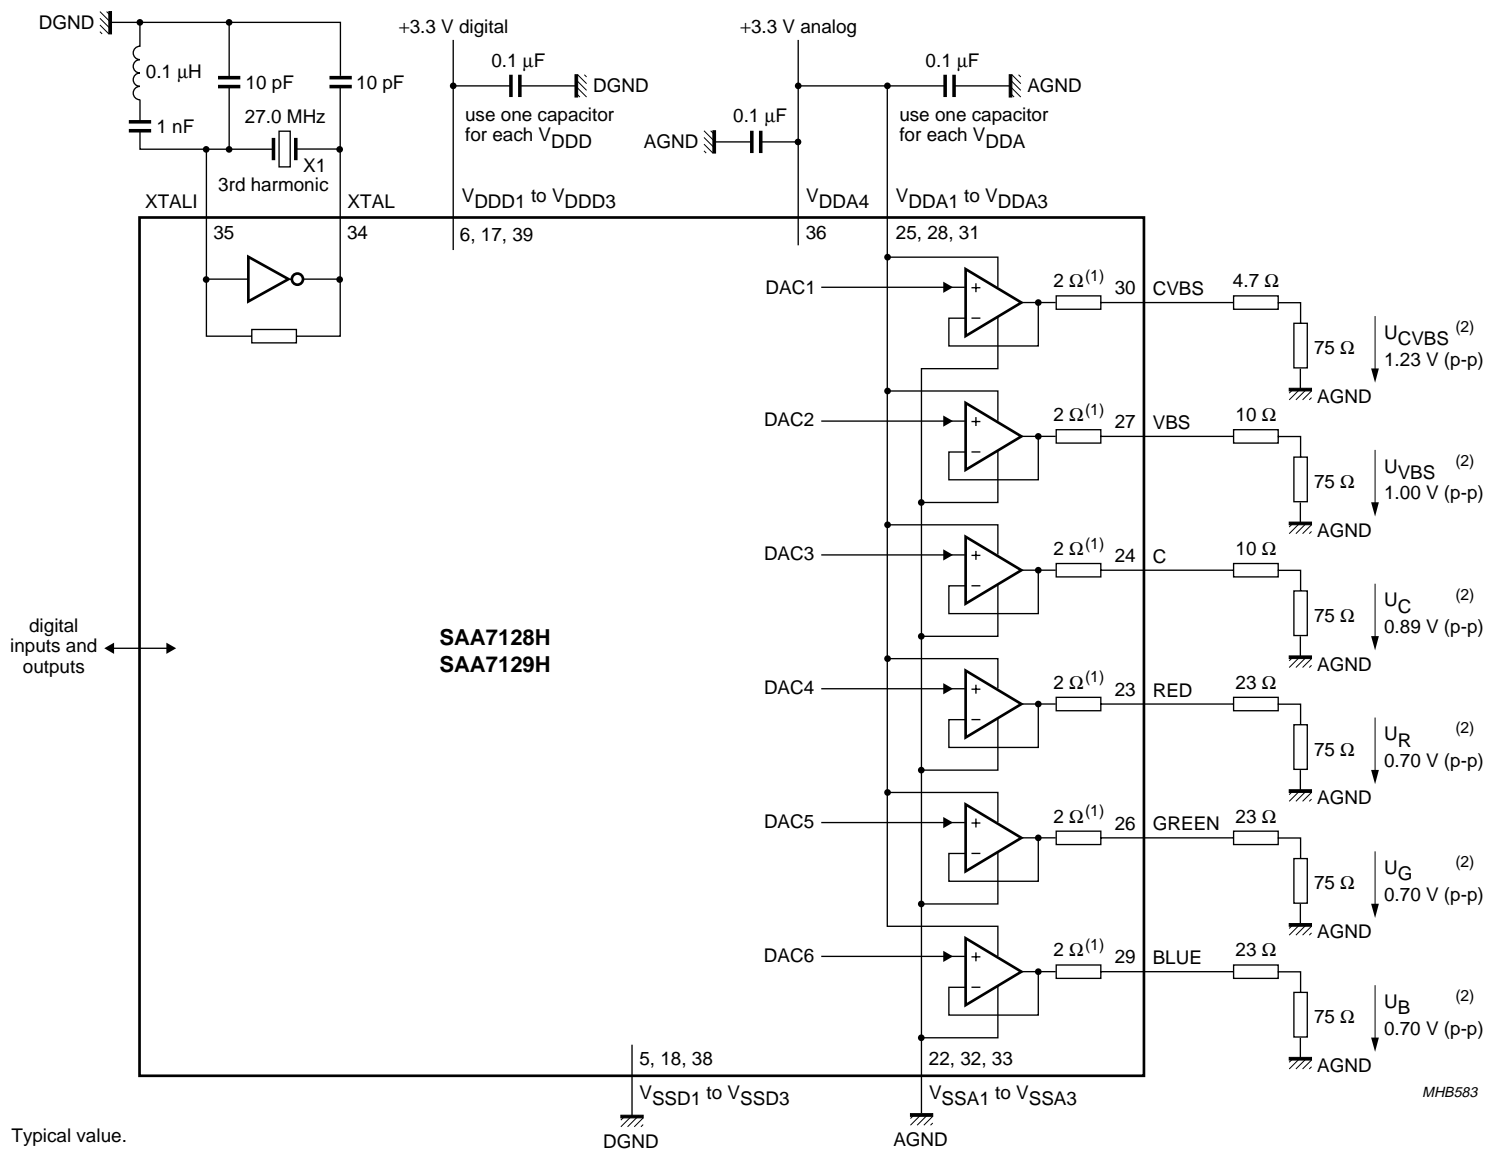 DGND
+3.3 V digital
+3.3 V analog
0.1 µH
10 pF
10 pF
0.1 µF
DGND
0.1 µF
AGND
1 nF
27.0 MHz
use one capacitor
for each VDDD
0.1 µF
AGND
use one capacitor
for each VDDA
X1
3rd harmonic
XTALI
XTAL
VDDD1 to VDDD3
VDDA4
VDDA1 to VDDA3
35
34
6, 17, 39
36
25, 28, 31
DAC1
+
−
2 Ω(1)
30
CVBS
4.7 Ω
75 Ω
UCVBS (2)
1.23 V (p-p)
AGND
DAC2
+
−
2 Ω(1)
27
VBS
10 Ω
75 Ω
UVBS (2)
1.00 V (p-p)
AGND
DAC3
+
−
2 Ω(1)
24
C
10 Ω
75 Ω
UC (2)
0.89 V (p-p)
AGND
digital
inputs and
outputs
SAA7128H
SAA7129H
DAC4
+
−
2 Ω(1)
23
RED
23 Ω
75 Ω
UR (2)
0.70 V (p-p)
AGND
DAC5
+
−
2 Ω(1)
26
GREEN
23 Ω
75 Ω
UG (2)
0.70 V (p-p)
AGND
DAC6
+
−
2 Ω(1)
29
BLUE
23 Ω
75 Ω
UB (2)
0.70 V (p-p)
AGND
5, 18, 38
22, 32, 33
VSSD1 to VSSD3
VSSA1 to VSSA3
DGND
AGND
MHB583
Typical value.